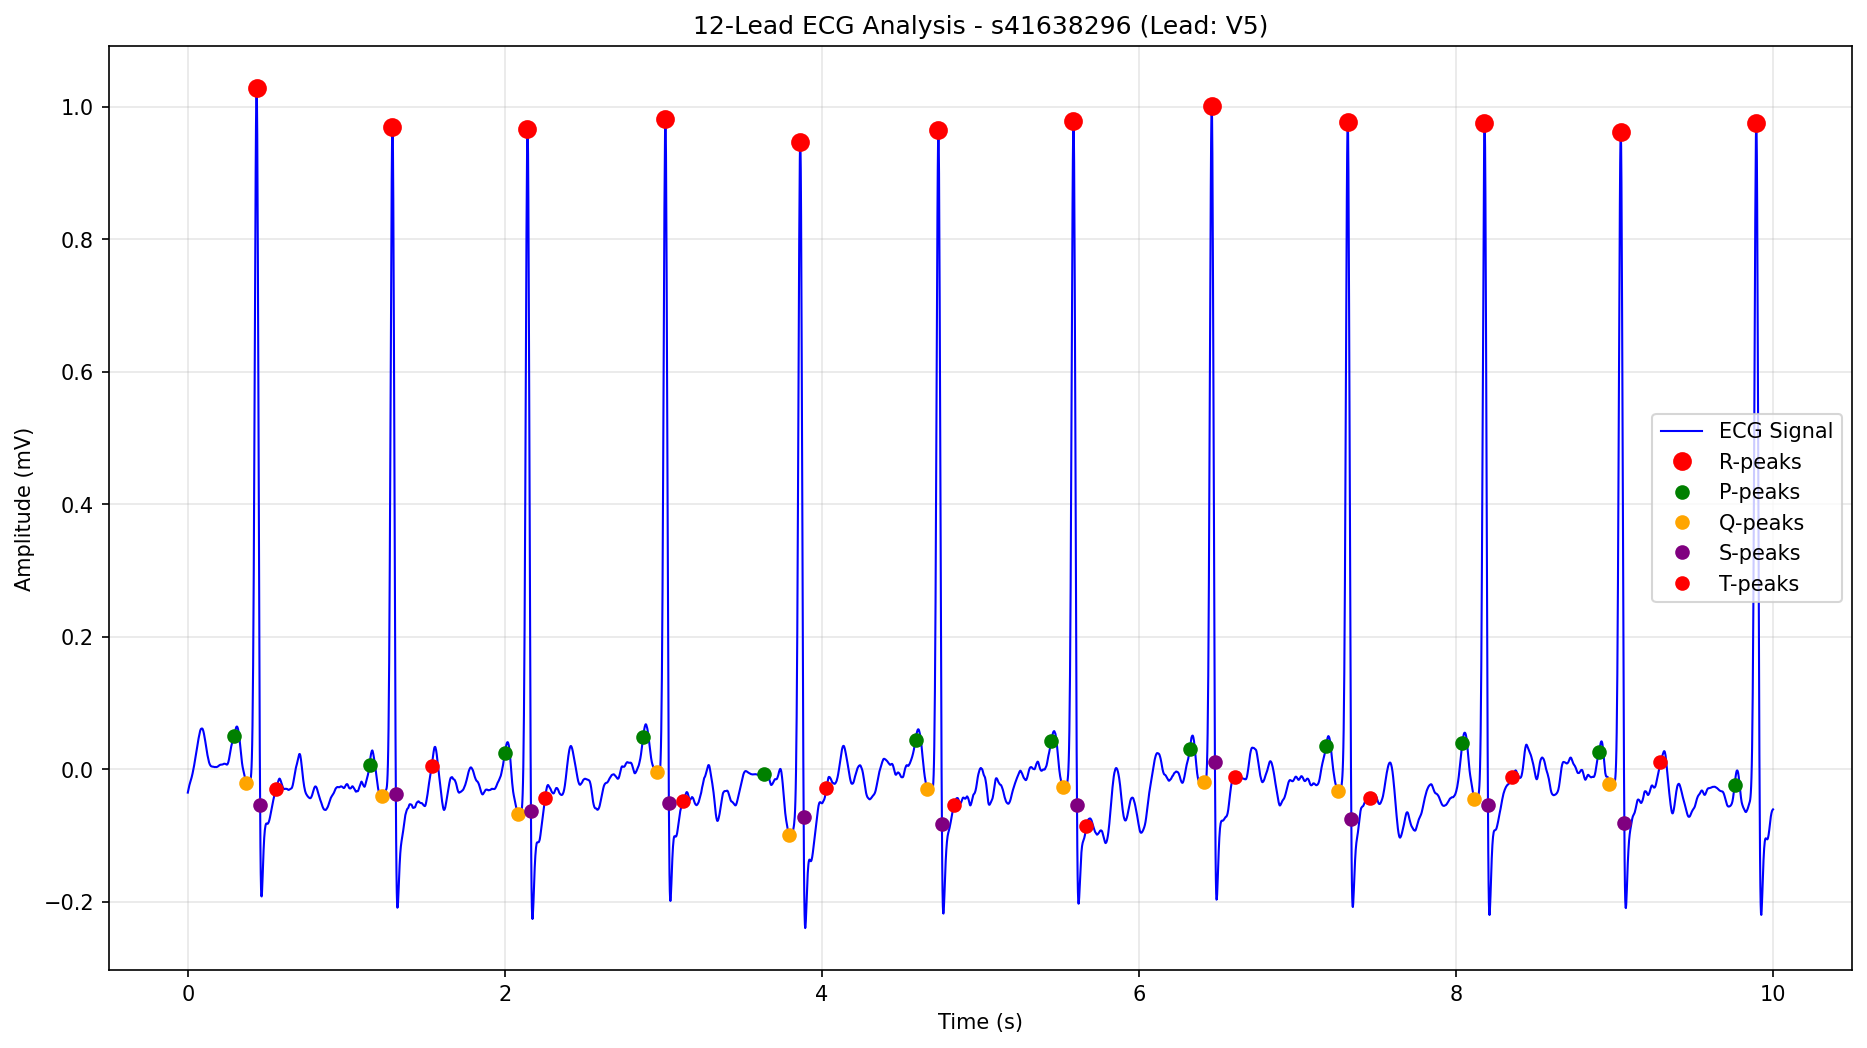 12-Lead ECG Analysis - s41638296 (Lead: V5)
Amplitude (mV)
1.0
0.8
0.6
0.4
0.2
0.0
−0.2
ECG Signal
R-peaks
P-peaks
Q-peaks
S-peaks
T-peaks
0 2 4 6 8 10
Time (s)